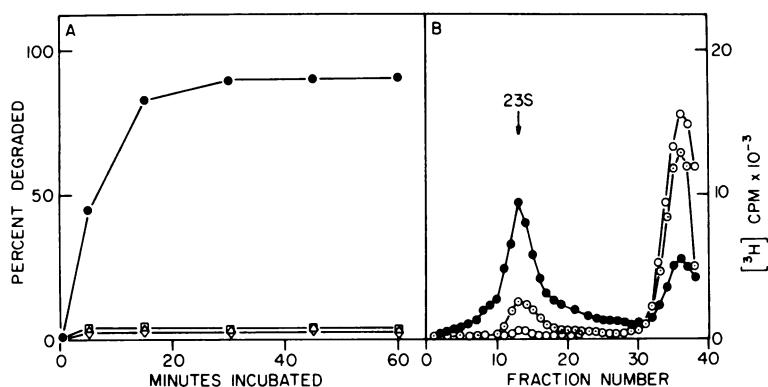 A
B
100
50
0
PERCENT DEGRADED
0
20
40
60
MINUTES INCUBATED
23S
20
10
0
[³H] CPM x 10⁻³
0
10
20
30
40
FRACTION NUMBER